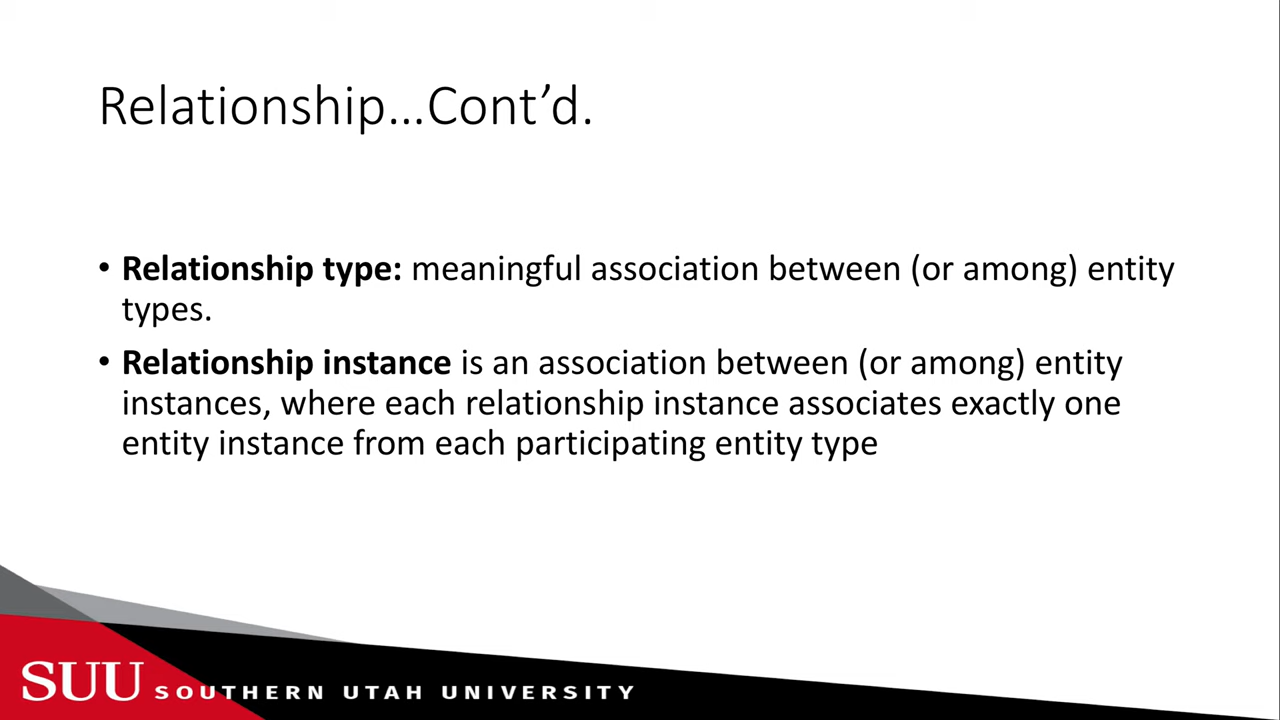 Relationship…Cont’d.
• Relationship type: meaningful association between (or among) entity
types.
• Relationship instance is an association between (or among) entity
instances, where each relationship instance associates exactly one
entity instance from each participating entity type
SUU SOUTHERN UTAH UNIVERSITY